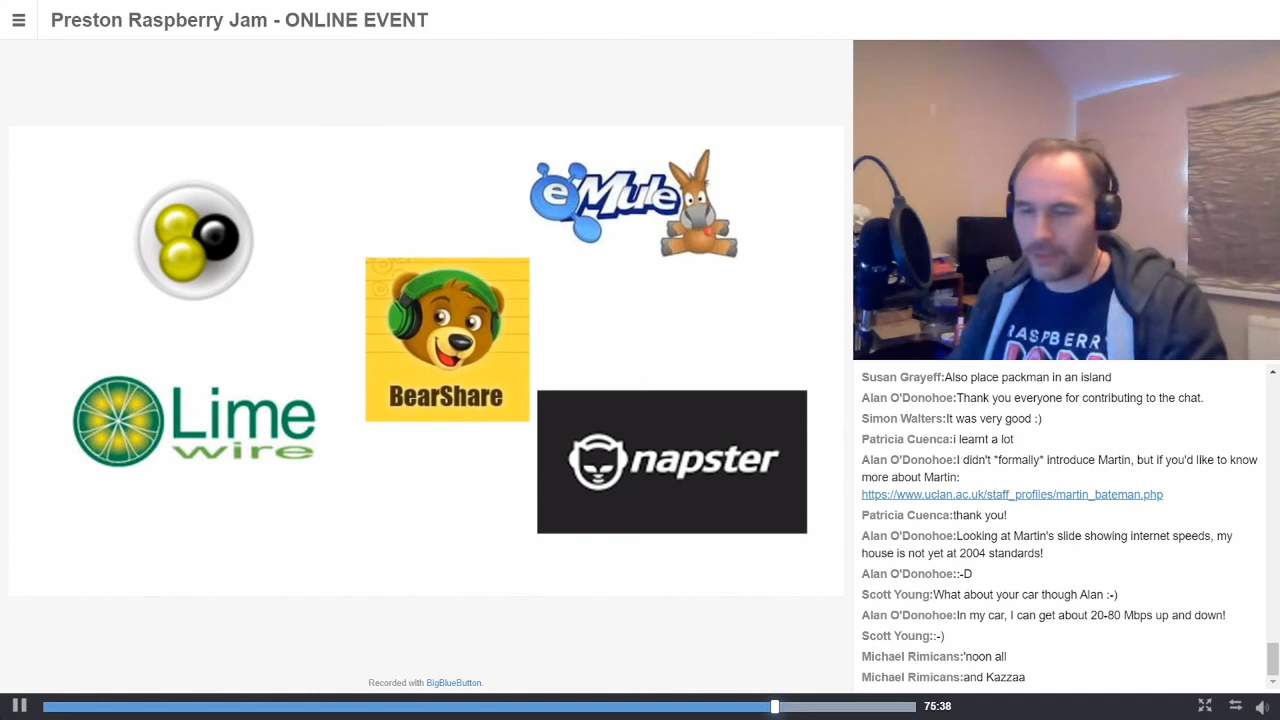 Preston Raspberry Jam - ONLINE EVENT
eMule
BearShare
Lime
wire
napster
RASPBERRY
Susan Grayeff:Also place packman in an island
Alan O'Donohoe:Thank you everyone for contributing to the chat.
Simon Walters:It was very good :)
Patricia Cuenca:i learnt a lot
Alan O'Donohoe:I didn't *formally* introduce Martin, but if you'd like to know
more about Martin:
https://www.uclan.ac.uk/staff_profiles/martin_bateman.php
Patricia Cuenca:thank you!
Alan O'Donohoe:Looking at Martin's slide showing internet speeds, my
house is not yet at 2004 standards!
Alan O'Donohoe::-D
Scott Young:What about your car though Alan :-)
Alan O'Donohoe:In my car, I can get about 20-80 Mbps up and down!
Scott Young::-)
Michael Rimicans:'noon all
Michael Rimicans:and Kazzaa
Recorded with BigBlueButton.
75:38